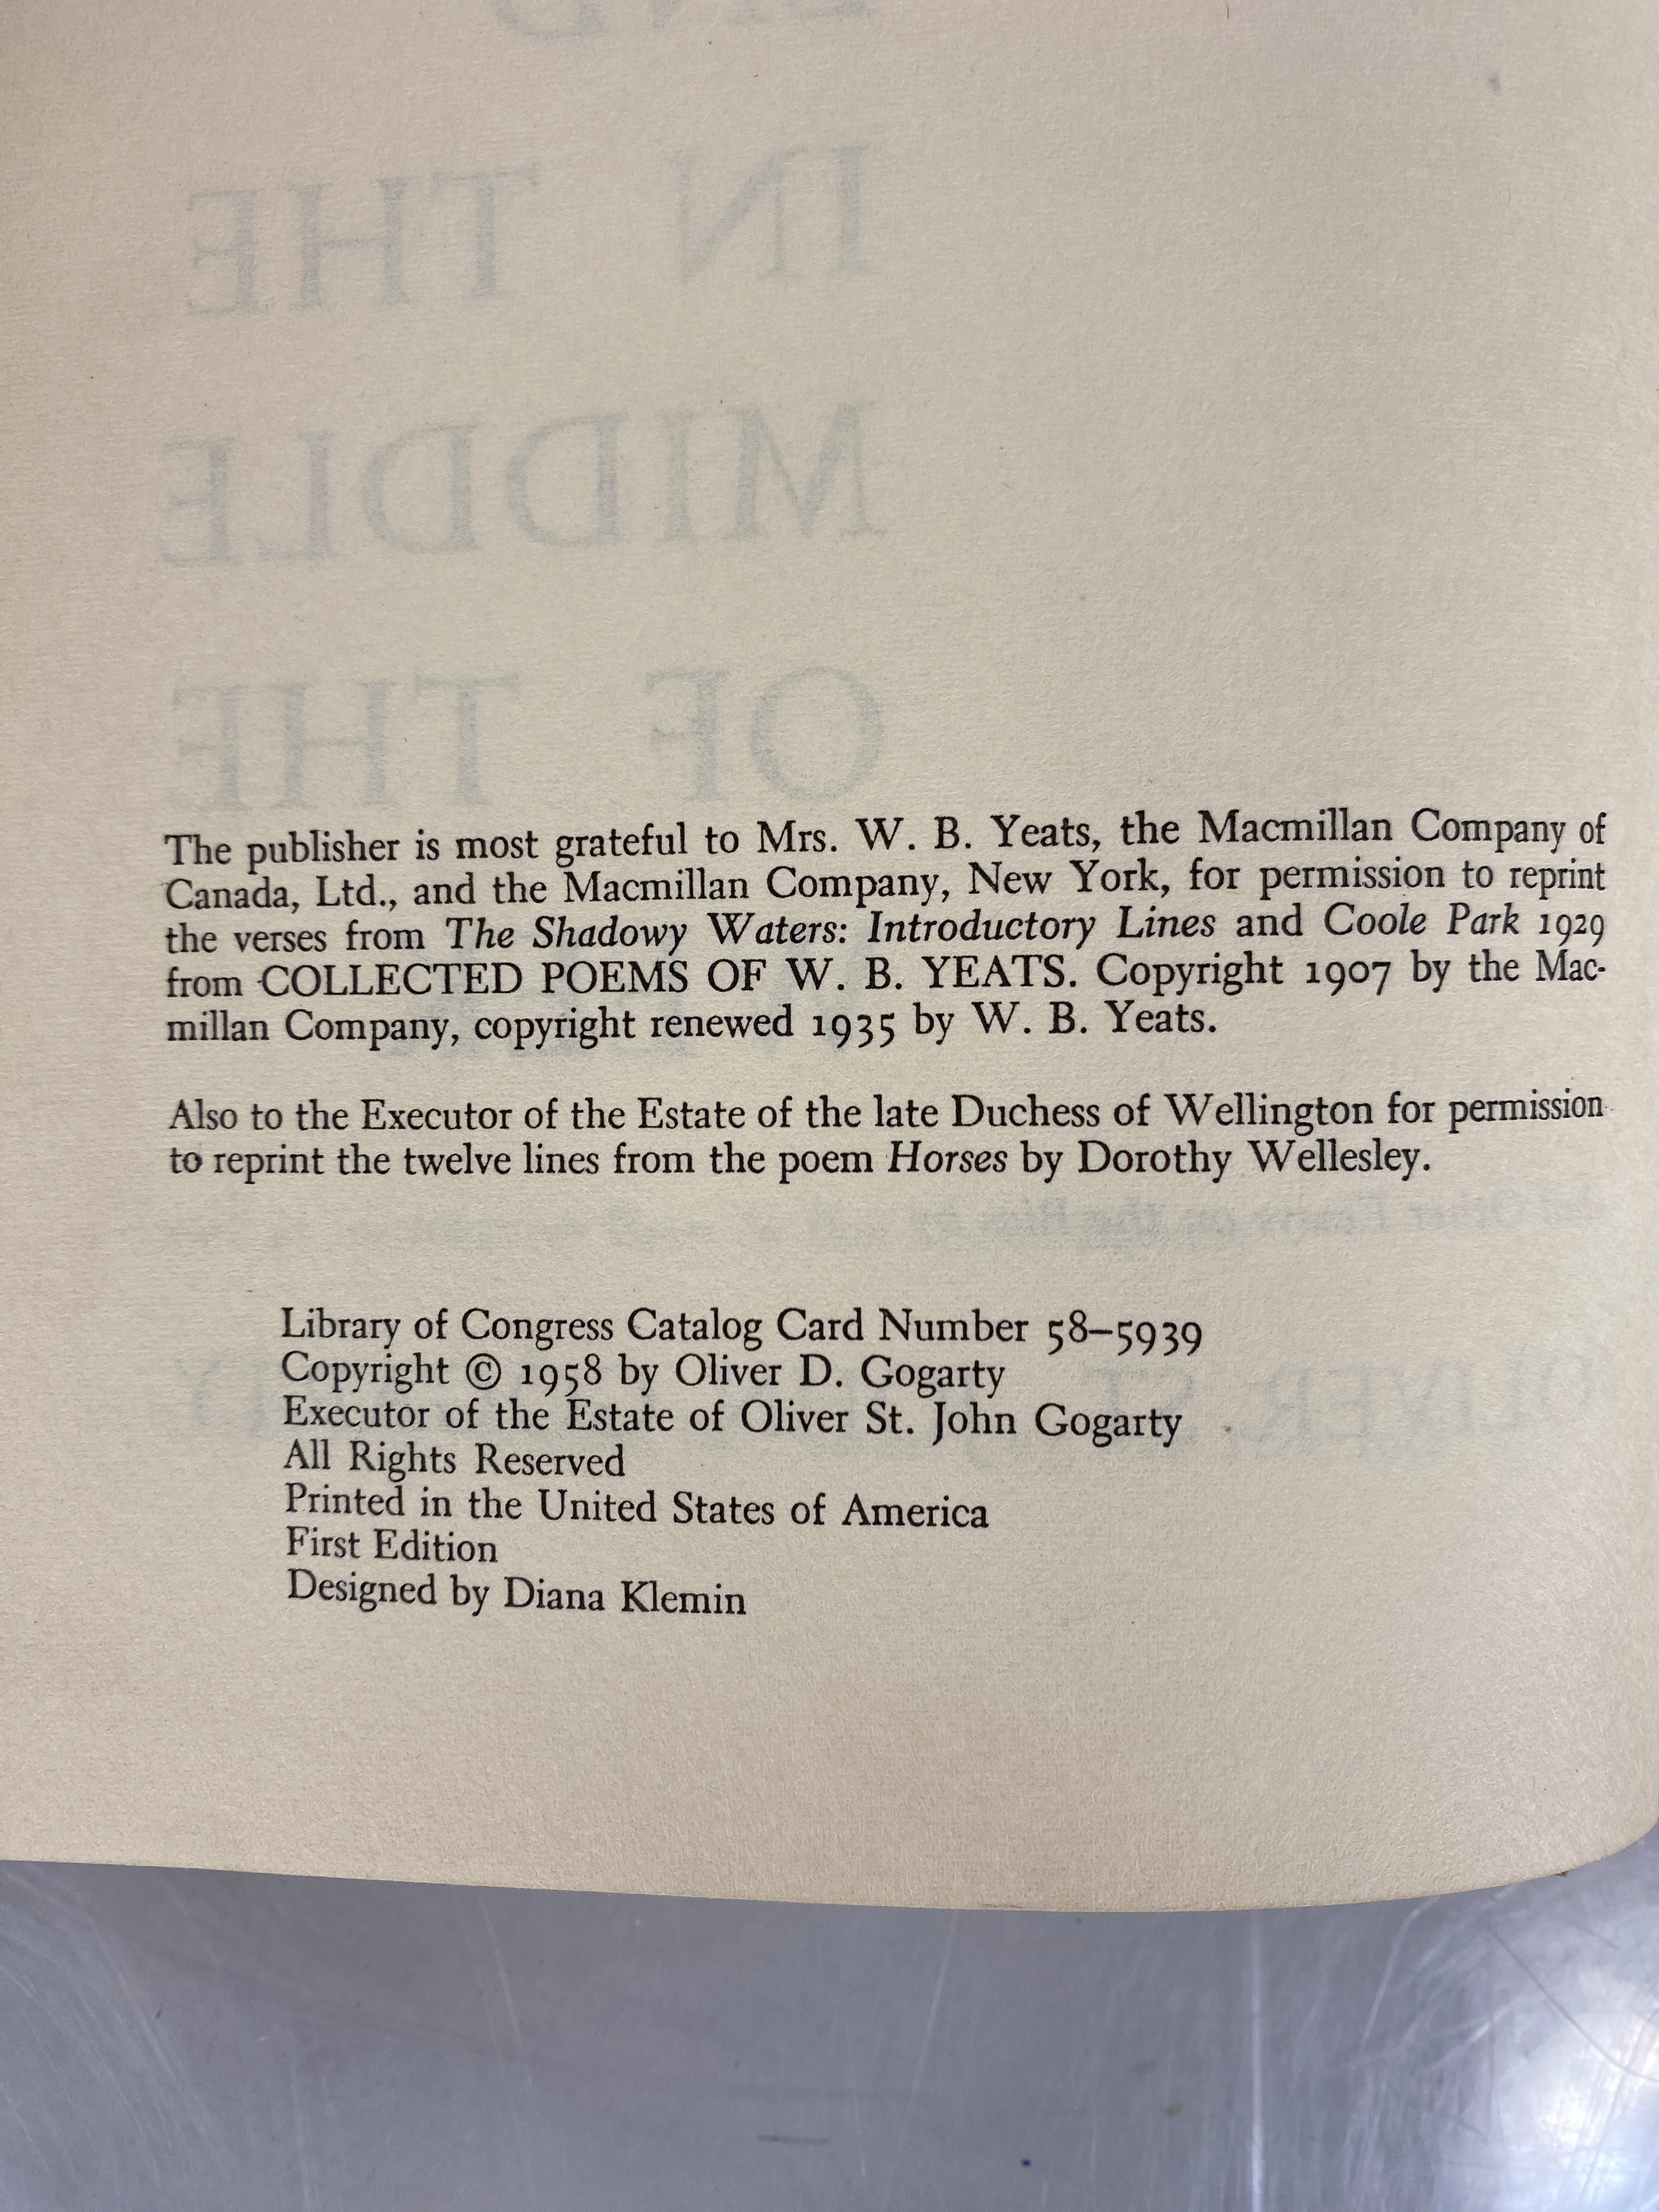 END
IN THE
MIDDLE
OF THE
The publisher is most grateful to Mrs. W. B. Yeats, the Macmillan Company of
Canada, Ltd., and the Macmillan Company, New York, for permission to reprint
the verses from The Shadowy Waters: Introductory Lines and Coole Park 1929
from COLLECTED POEMS OF W. B. YEATS. Copyright 1907 by the Mac-
millan Company, copyright renewed 1935 by W. B. Yeats.
Also to the Executor of the Estate of the late Duchess of Wellington for permission
to reprint the twelve lines from the poem Horses by Dorothy Wellesley.
Library of Congress Catalog Card Number 58–5939
Copyright © 1958 by Oliver D. Gogarty
Executor of the Estate of Oliver St. John Gogarty
All Rights Reserved
Printed in the United States of America
First Edition
Designed by Diana Klemin